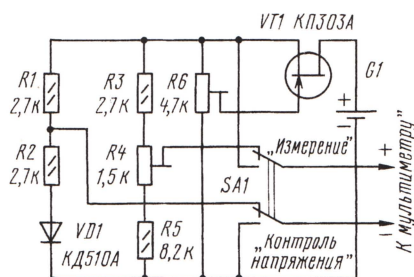 VT1 КП303А
R1
2,7к
R3
2,7к
R6
4,7к
G1
+
−
R2
2,7к
R4
1,5к
„Измерение"
+
SA1
VD1
КД510А
R5
8,2к
„Контроль
напряжения"
−
К мультиметру"